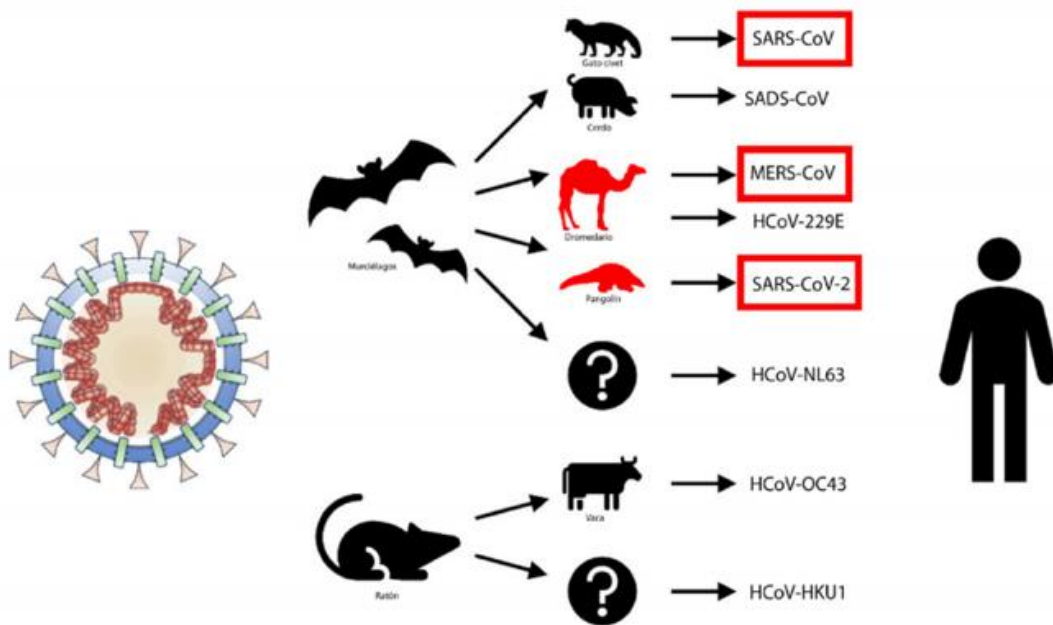 Gato civet
SARS-CoV
Cerdo
SADS-CoV
Murciélagos
Dromedario
MERS-CoV
HCoV-229E
Pangolín
SARS-CoV-2
?
HCoV-NL63
Vaca
HCoV-OC43
Ratón
?
HCoV-HKU1